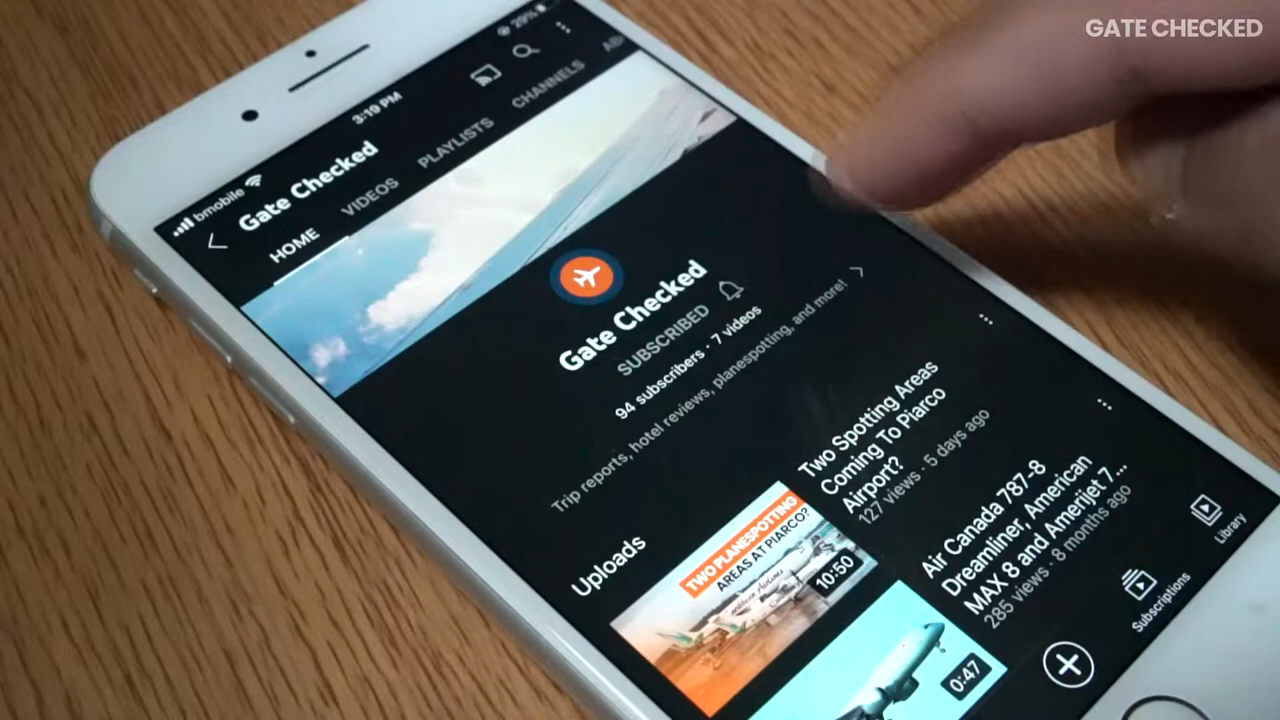 GATE CHECKED
29%
3:19 PM
bmobile
Gate Checked
HOME
VIDEOS
PLAYLISTS
CHANNELS
Gate Checked
SUBSCRIBED
94 subscribers · 7 videos
Trip reports, hotel reviews, planespotting, and more!
Uploads
TWO PLANESPOTTING
AREAS AT PIARCO?
10:50
Two Spotting Areas
Coming To Piarco
Airport?
127 views · 5 days ago
0:47
Air Canada 787-8
Dreamliner, American
MAX 8 and Amerijet 7...
285 views · 8 months ago
Subscriptions
Library